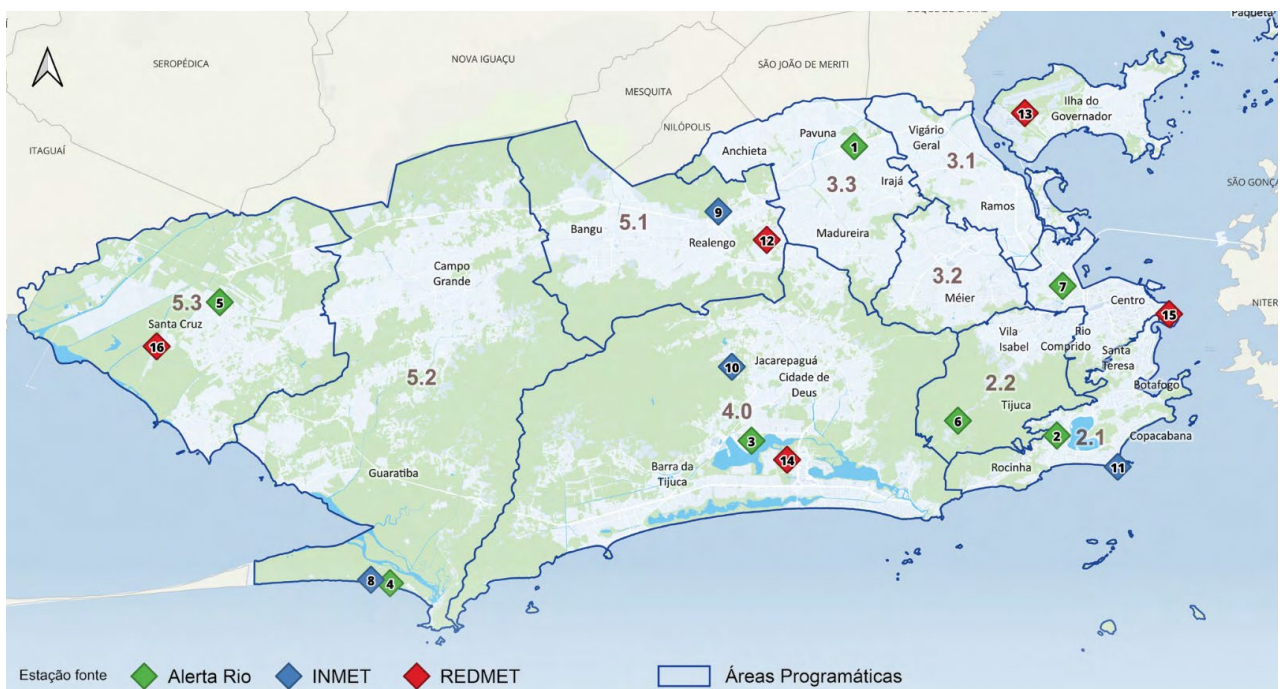 Paquetá
SEROPÉDICA
NOVA IGUAÇU
SÃO JOÃO DE MERITI
MESQUITA
NILÓPOLIS
ITAGUAÍ
Ilha do
Governador
13
Pavuna
1
Vigário
Geral
3.1
Anchieta
3.3
Irajá
SÃO GONÇA
9
Ramos
Bangu
5.1
Realengo
12
Madureira
Campo
Grande
3.2
Méier
7
Centro
NITER
5.3
5
Santa Cruz
16
15
Vila
Isabel
Rio
Comprido
Santa
Teresa
Botafogo
10
Jacarepaguá
Cidade de
Deus
5.2
2.2
Tijuca
4.0
6
3
2
2.1
Copacabana
14
Barra da
Tijuca
Rocinha
11
Guaratiba
8
4
Estação fonte
Alerta Rio
INMET
REDMET
Áreas Programáticas